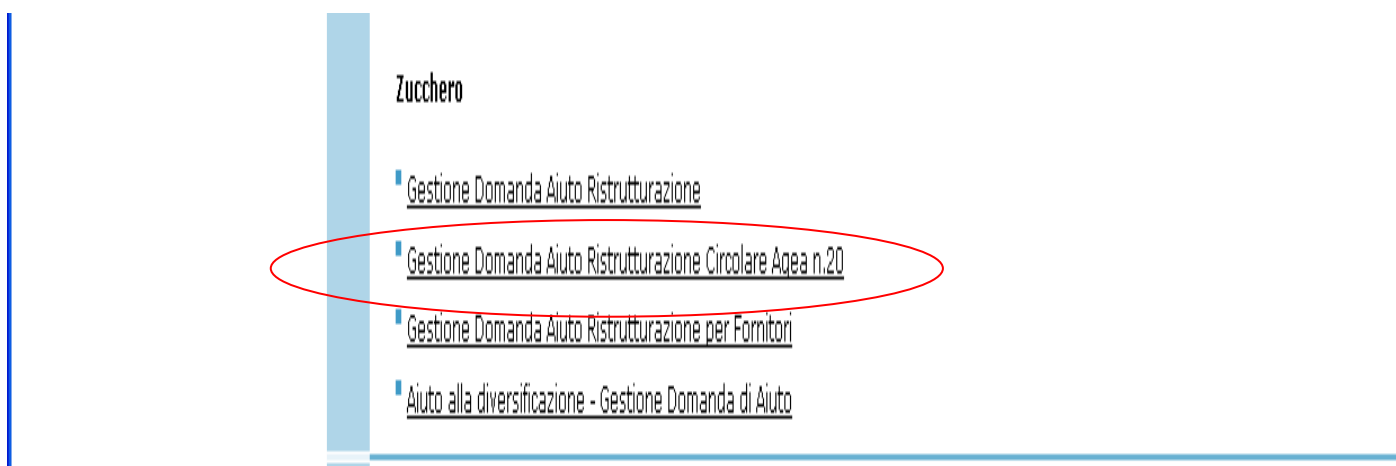 Zucchero
Gestione Domanda Aiuto Ristrutturazione
Gestione Domanda Aiuto Ristrutturazione Circolare Agea n.20
Gestione Domanda Aiuto Ristrutturazione per Fornitori
Aiuto alla diversificazione - Gestione Domanda di Aiuto